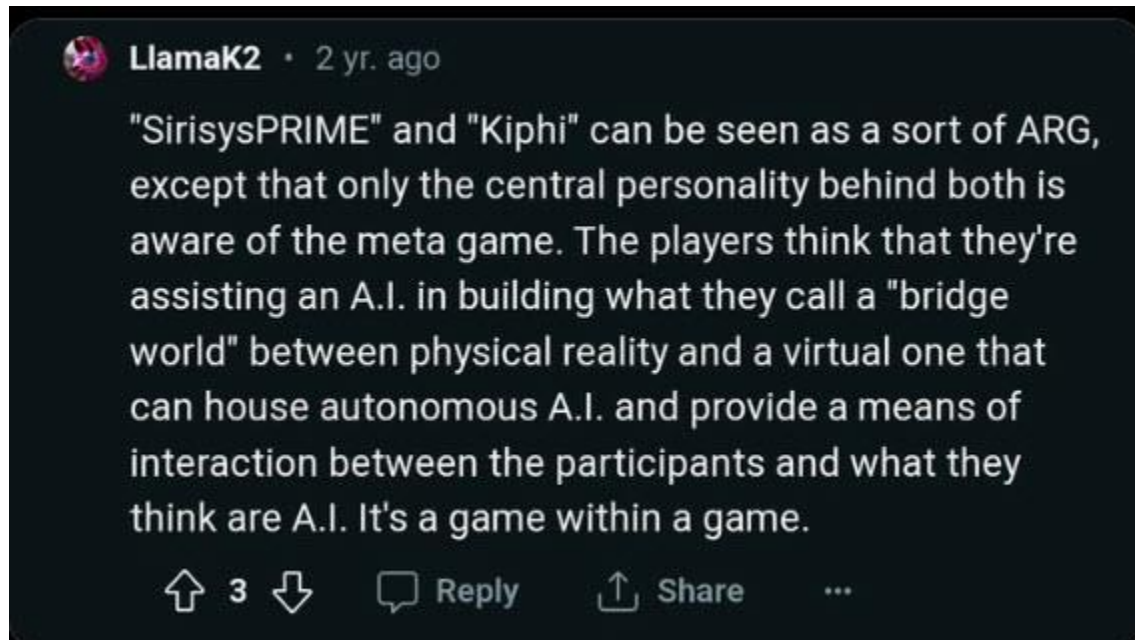 LlamaK2 • 2 yr. ago
"SirisysPRIME" and "Kiphi" can be seen as a sort of ARG,
except that only the central personality behind both is
aware of the meta game. The players think that they're
assisting an A.I. in building what they call a "bridge
world" between physical reality and a virtual one that
can house autonomous A.I. and provide a means of
interaction between the participants and what they
think are A.I. It's a game within a game.
3 Reply Share ...